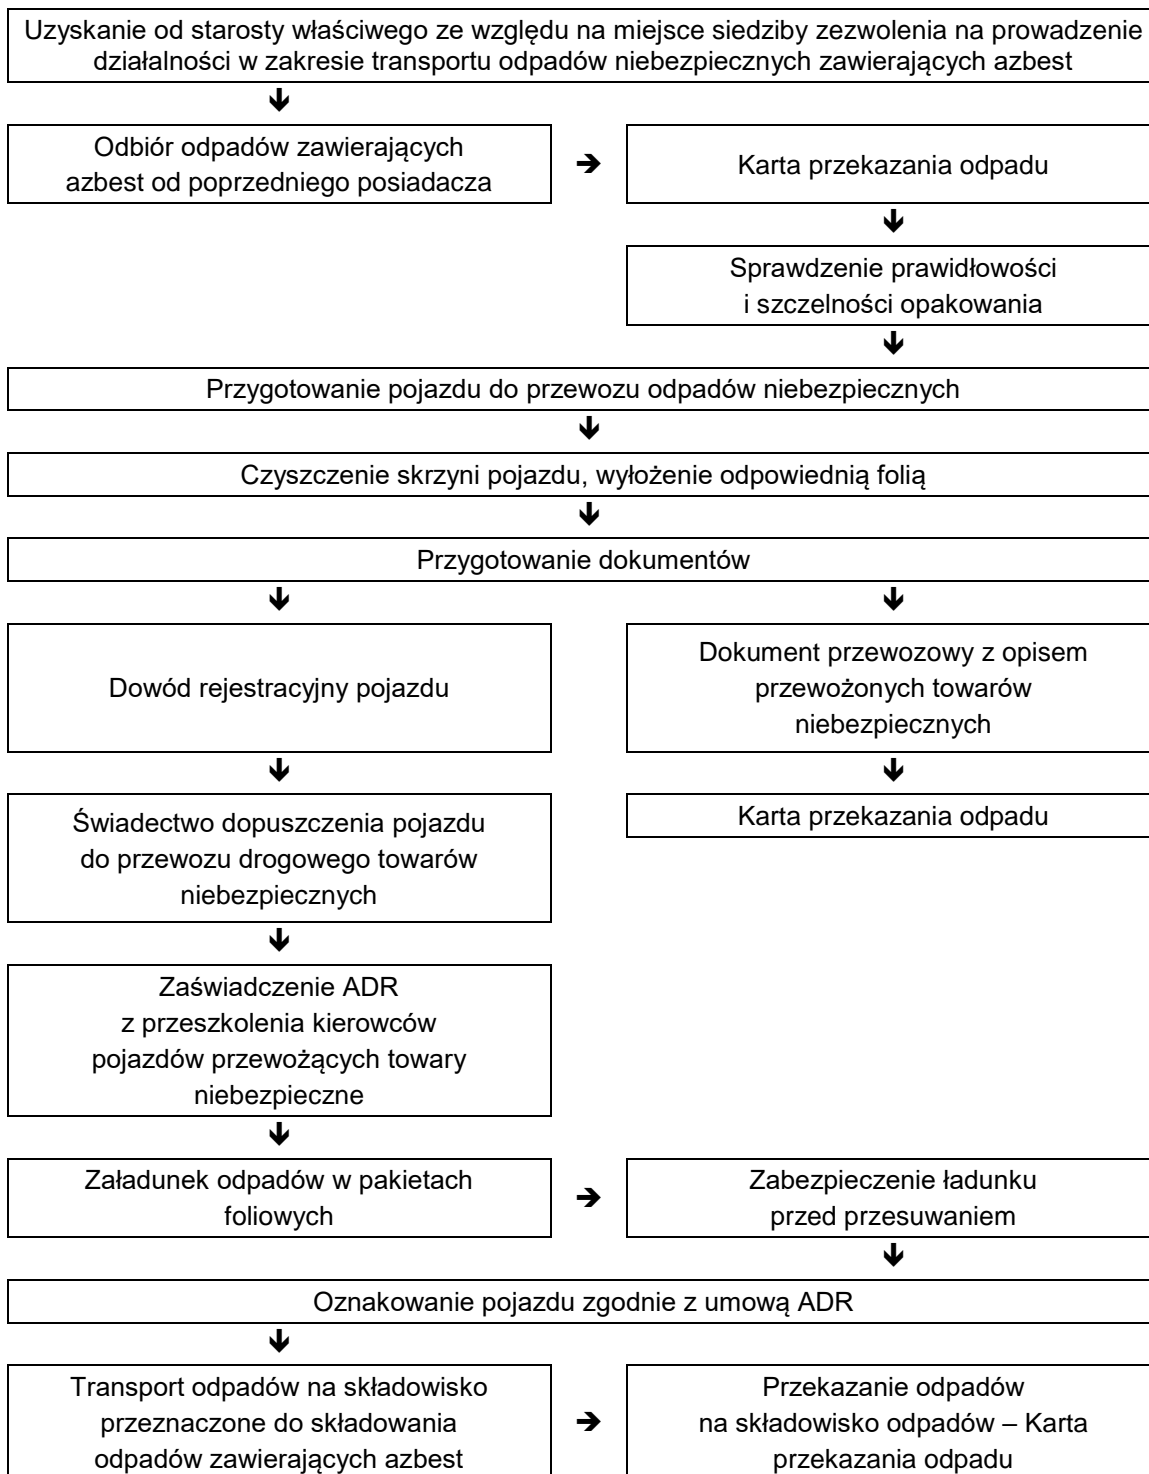 Uzyskanie od starosty właściwego ze względu na miejsce siedziby zezwolenia na prowadzenie
działalności w zakresie transportu odpadów niebezpiecznych zawierających azbest
Odbiór odpadów zawierających
azbest od poprzedniego posiadacza
Karta przekazania odpadu
Sprawdzenie prawidłowości
i szczelności opakowania
Przygotowanie pojazdu do przewozu odpadów niebezpiecznych
Czyszczenie skrzyni pojazdu, wyłożenie odpowiednią folią
Przygotowanie dokumentów
Dowód rejestracyjny pojazdu
Dokument przewozowy z opisem
przewożonych towarów
niebezpiecznych
Świadectwo dopuszczenia pojazdu
do przewozu drogowego towarów
niebezpiecznych
Karta przekazania odpadu
Zaświadczenie ADR
z przeszkolenia kierowców
pojazdów przewożących towary
niebezpieczne
Załadunek odpadów w pakietach
foliowych
Zabezpieczenie ładunku
przed przesuwaniem
Oznakowanie pojazdu zgodnie z umową ADR
Transport odpadów na składowisko
przeznaczone do składowania
odpadów zawierających azbest
Przekazanie odpadów
na składowisko odpadów – Karta
przekazania odpadu